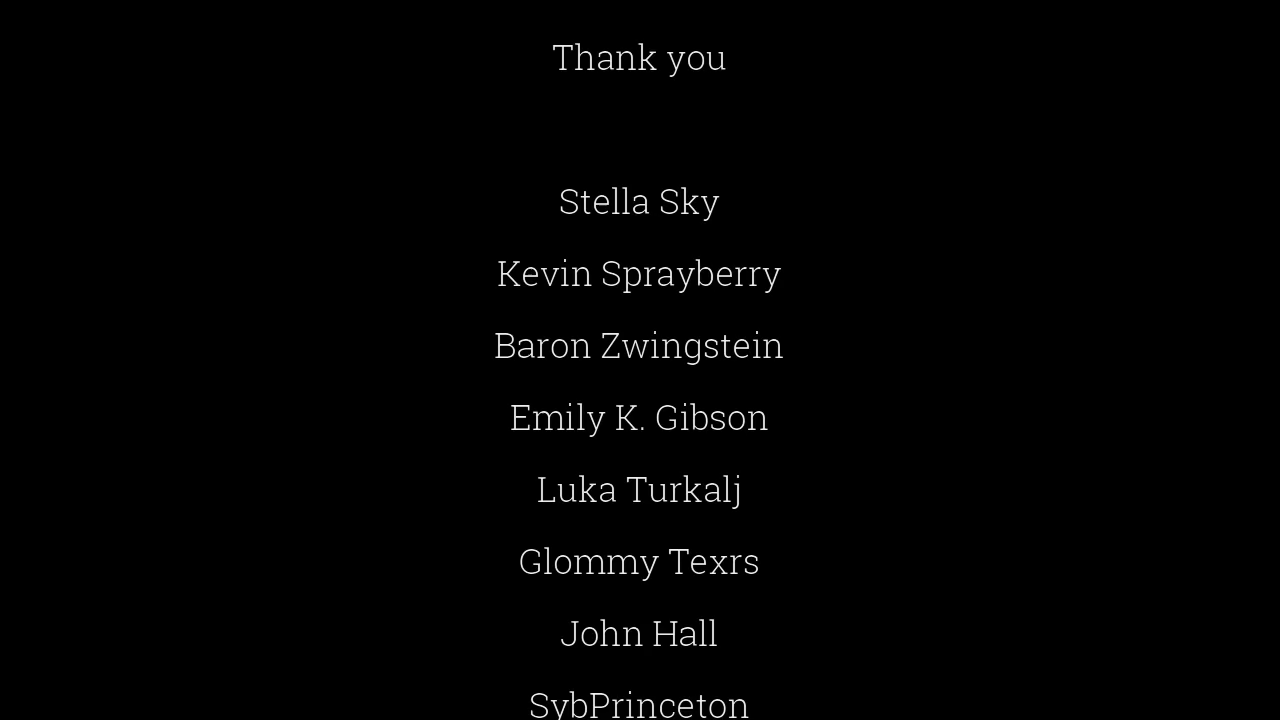 Thank you
Stella Sky
Kevin Sprayberry
Baron Zwingstein
Emily K. Gibson
Luka Turkalj
Glommy Texrs
John Hall
SybPrinceton